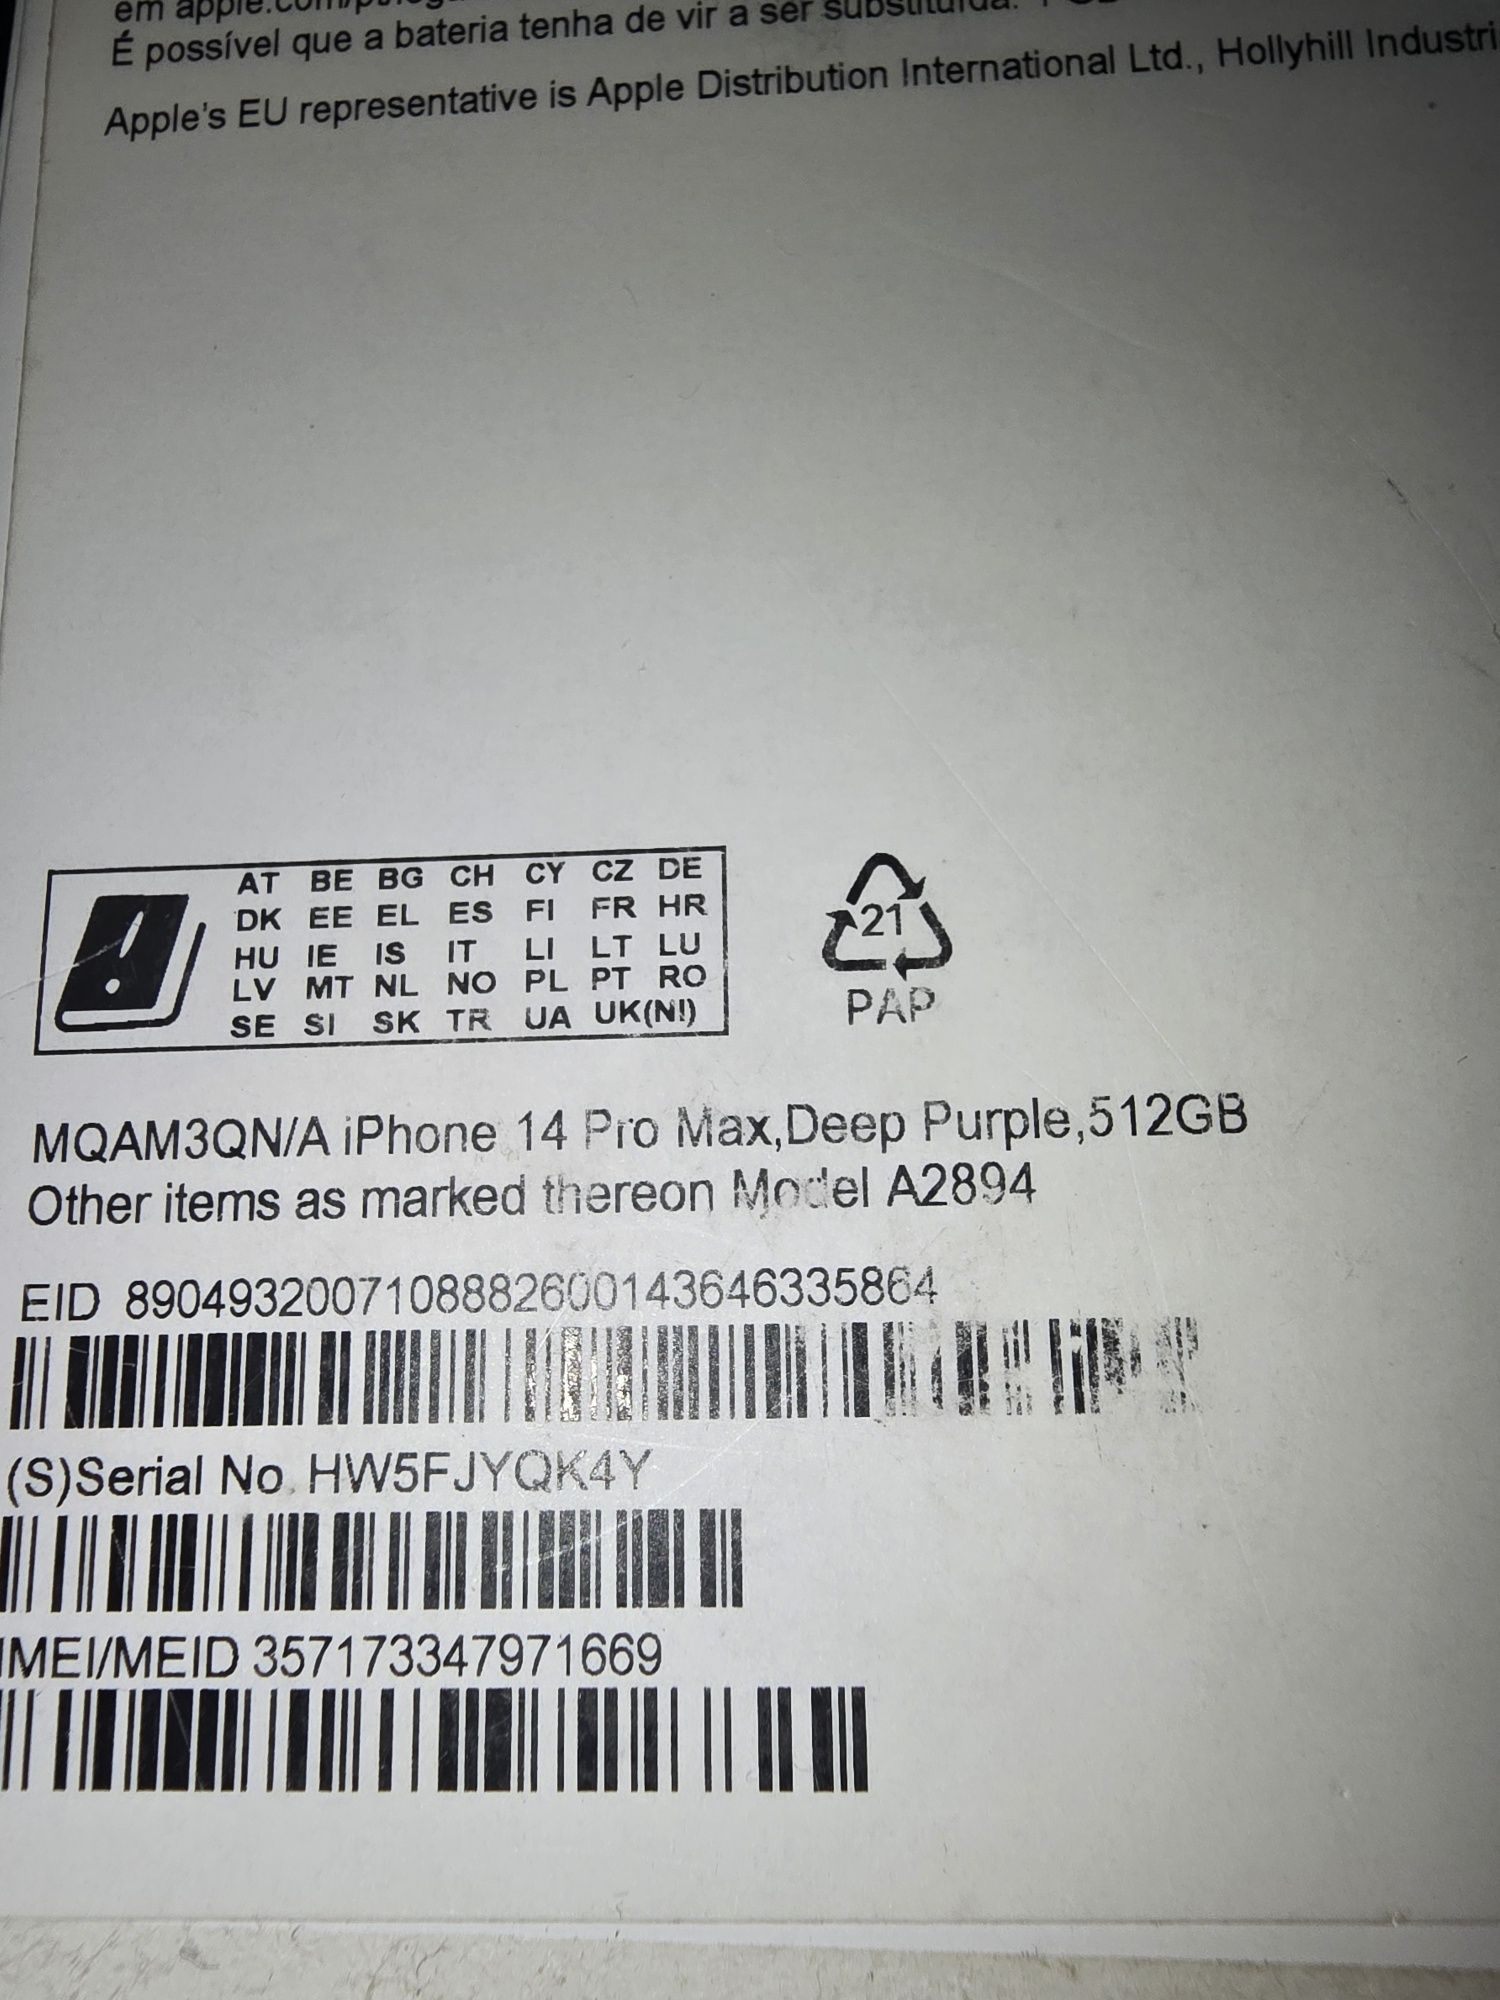 em apple.com/
É possível que a bateria tenha de vir a ser substituída.
Apple's EU representative is Apple Distribution International Ltd., Hollyhill Industri
AT BE BG CH CY CZ DE
DK EE EL ES FI FR HR
HU IE IS IT LI LT LU
LV MT NL NO PL PT RO
SE SI SK TR UA UK(NI)
21
PAP
MQAM3QN/A iPhone 14 Pro Max,Deep Purple,512GB
Other items as marked thereon Model A2894
EID 8904932007108882600143646335864
(S)Serial No. HW5FJYQK4Y
IMEI/MEID 357173347971669